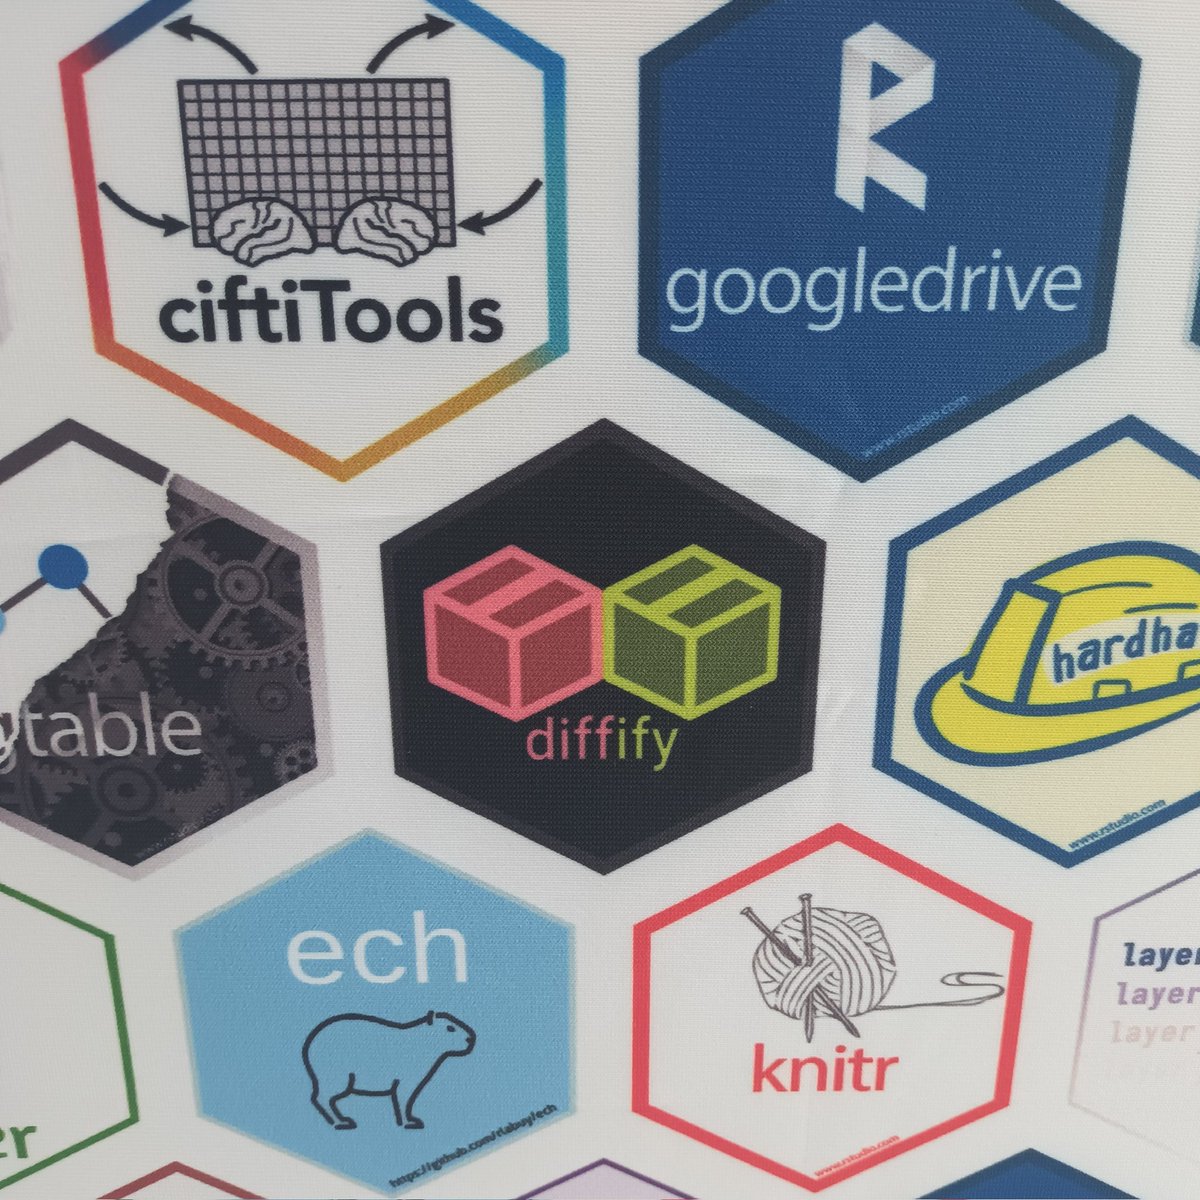 ciftiTools
googledrive
www.rstudio.com
gtable
diffify
hardha
www.rstudio.com
ech
https://github.com/rlabuy/ech
knitr
www.rstudio.com
layer
layer
layer
er